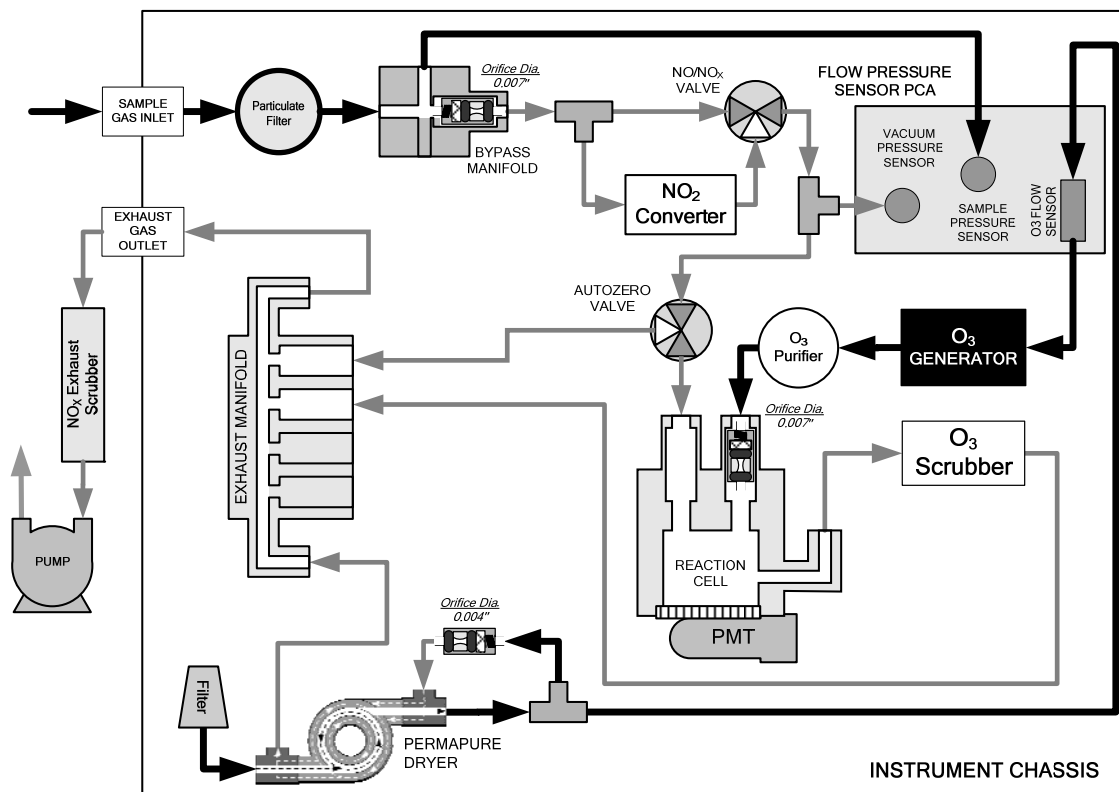 SAMPLE
GAS INLET
Particulate
Filter
Orifice Dia.
0.007"
BYPASS
MANIFOLD
NO/NOX
VALVE
FLOW PRESSURE
SENSOR PCA
VACUUM
PRESSURE
SENSOR
SAMPLE
PRESSURE
SENSOR
O3 FLOW
SENSOR
NO2
Converter
EXHAUST
GAS
OUTLET
AUTOZERO
VALVE
O3
Purifier
O3
GENERATOR
NOX Exhaust
Scrubber
EXHAUST MANIFOLD
Orifice Dia.
0.007"
O3
Scrubber
PUMP
REACTION
CELL
PMT
Orifice Dia.
0.004"
Filter
PERMAPURE
DRYER
INSTRUMENT CHASSIS